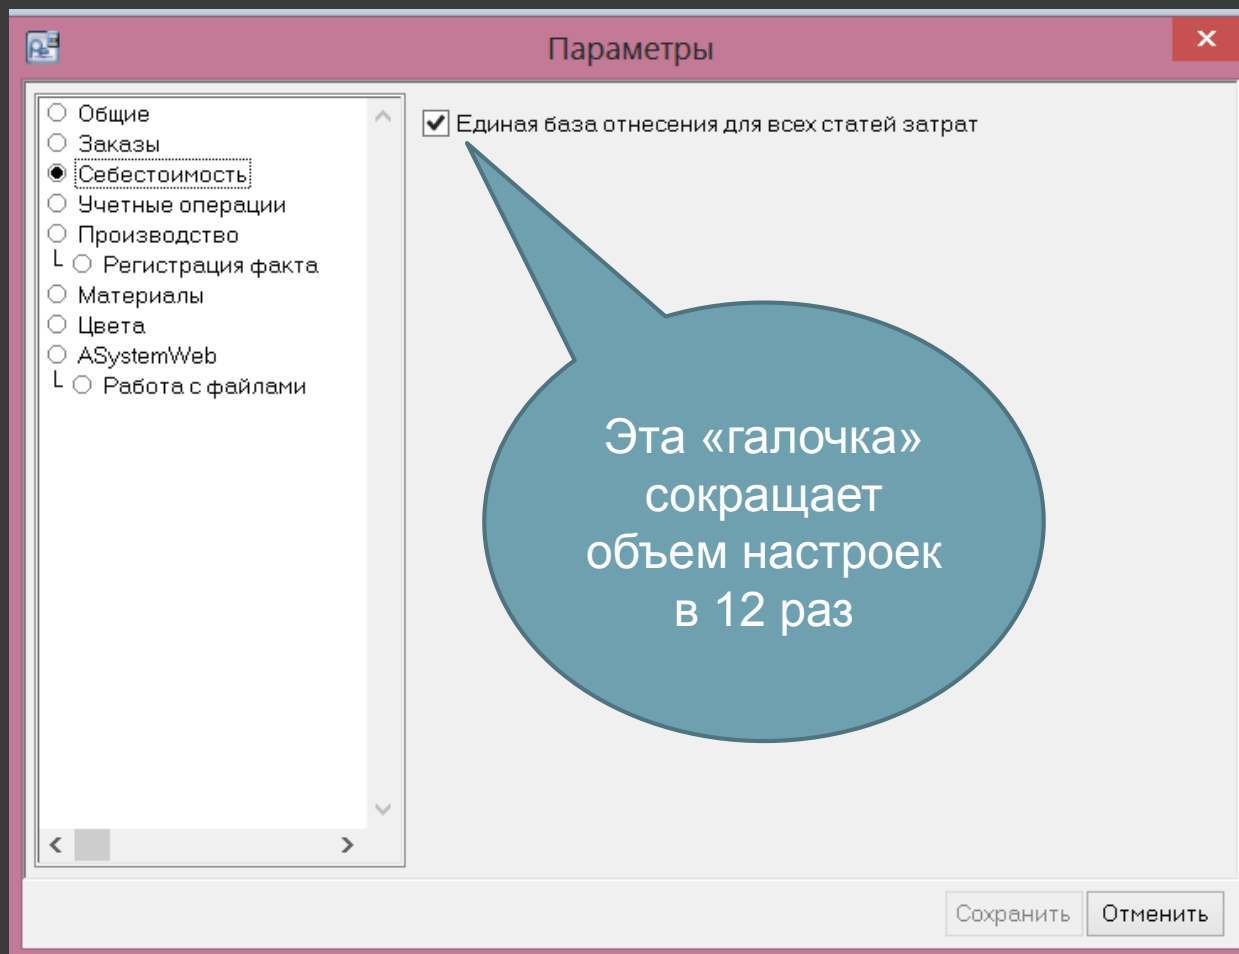 Параметры
Общие
Заказы
Себестоимость
Учетные операции
Производство
Регистрация факта
Материалы
Цвета
ASystemWeb
Работа с файлами
Единая база отнесения для всех статей затрат
Эта «галочка»
сокращает
объем настроек
в 12 раз
Сохранить
Отменить